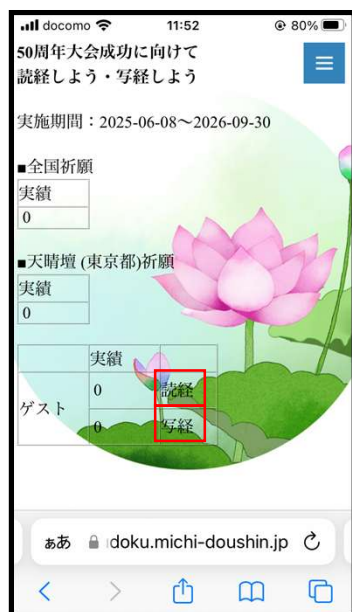 docomo 11:52 80%
50周年大会成功に向けて
読経しよう・写経しよう
実施期間：2025-06-08～2026-09-30
■全国祈願
実績
0
■天晴壇 (東京都)祈願
実績
0
実績
ゲスト
0 読経
0 写経
ぁあ doku.michi-doushin.jp